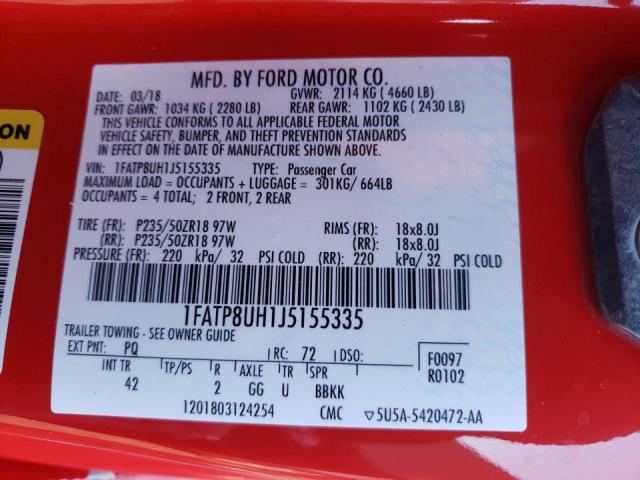 MFD. BY FORD MOTOR CO.
DATE: 03/18 GVWR: 2114 KG ( 4660 LB)
FRONT GAWR: 1034 KG ( 2280 LB) REAR GAWR: 1102 KG ( 2430 LB)
THIS VEHICLE CONFORMS TO ALL APPLICABLE FEDERAL MOTOR
VEHICLE SAFETY, BUMPER, AND THEFT PREVENTION STANDARDS
IN EFFECT ON THE DATE OF MANUFACTURE SHOWN ABOVE.
VIN: 1FATP8UH1J5155335 TYPE: Passenger Car
MAXIMUM LOAD = OCCUPANTS + LUGGAGE = 301KG/ 664LB
OCCUPANTS = 4 TOTAL; 2 FRONT, 2 REAR
TIRE (FR): P235/50ZR18 97W RIMS (FR): 18x8.0J
(RR): P235/50ZR18 97W (RR): 18x8.0J
PRESSURE (FR): 220 kPa/ 32 PSI COLD (RR): 220 kPa/ 32 PSI COLD
1FATP8UH1J5155335
TRAILER TOWING - SEE OWNER GUIDE
EXT PNT: PQ RC: 72 DSO: F0097
R0102
INT TR TP/PS R AXLE TR SPR
42 2 GG U BBKK
1201803124254 CMC ▽5U5A-5420472-AA
ON